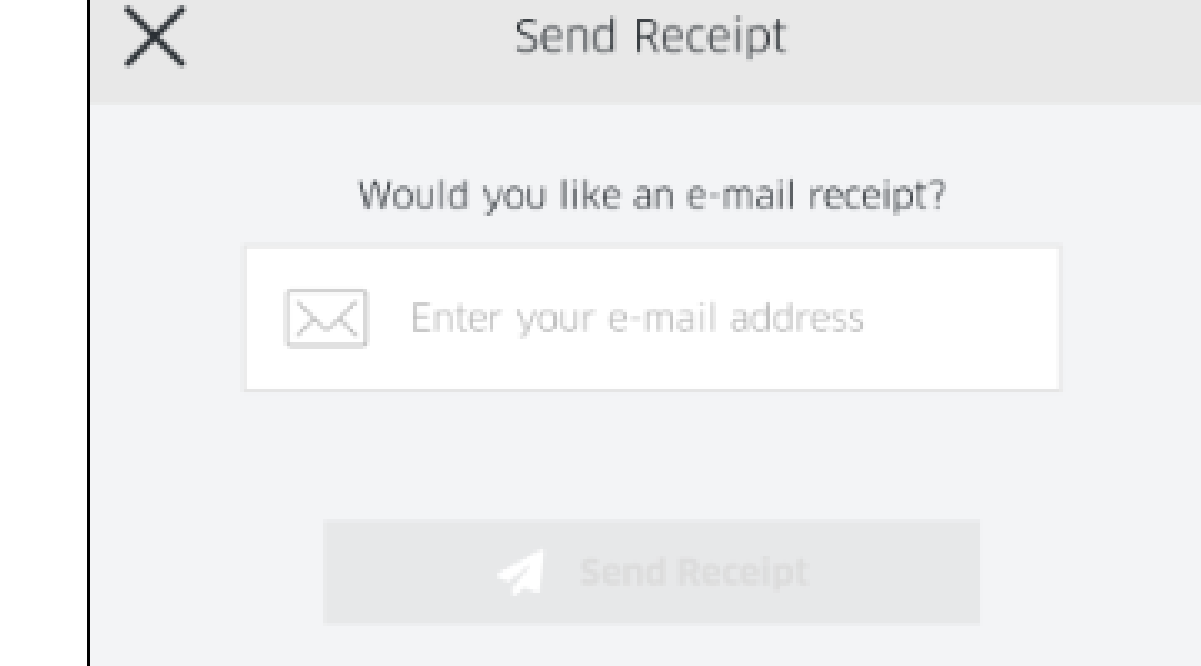 Send Receipt
Would you like an e-mail receipt?
Enter your e-mail address
Send Receipt